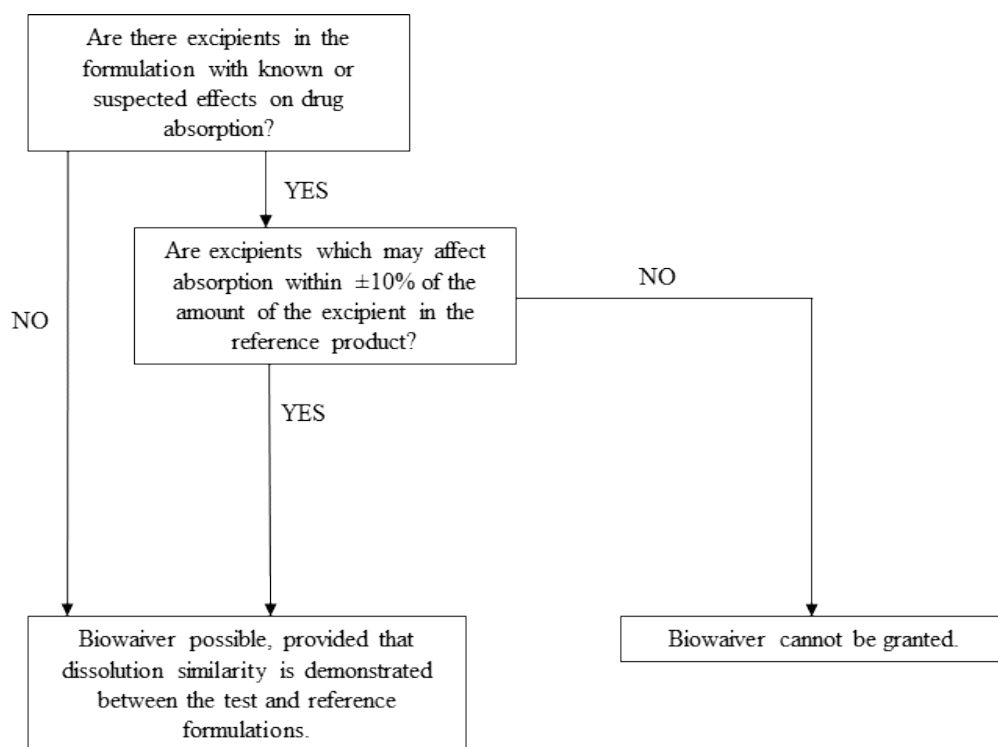 Are there excipients in the
formulation with known or
suspected effects on drug
absorption?
YES
Are excipients which may affect
absorption within ±10% of the
amount of the excipient in the
reference product?
NO
NO
YES
Biowaiver possible, provided that
dissolution similarity is demonstrated
between the test and reference
formulations.
Biowaiver cannot be granted.